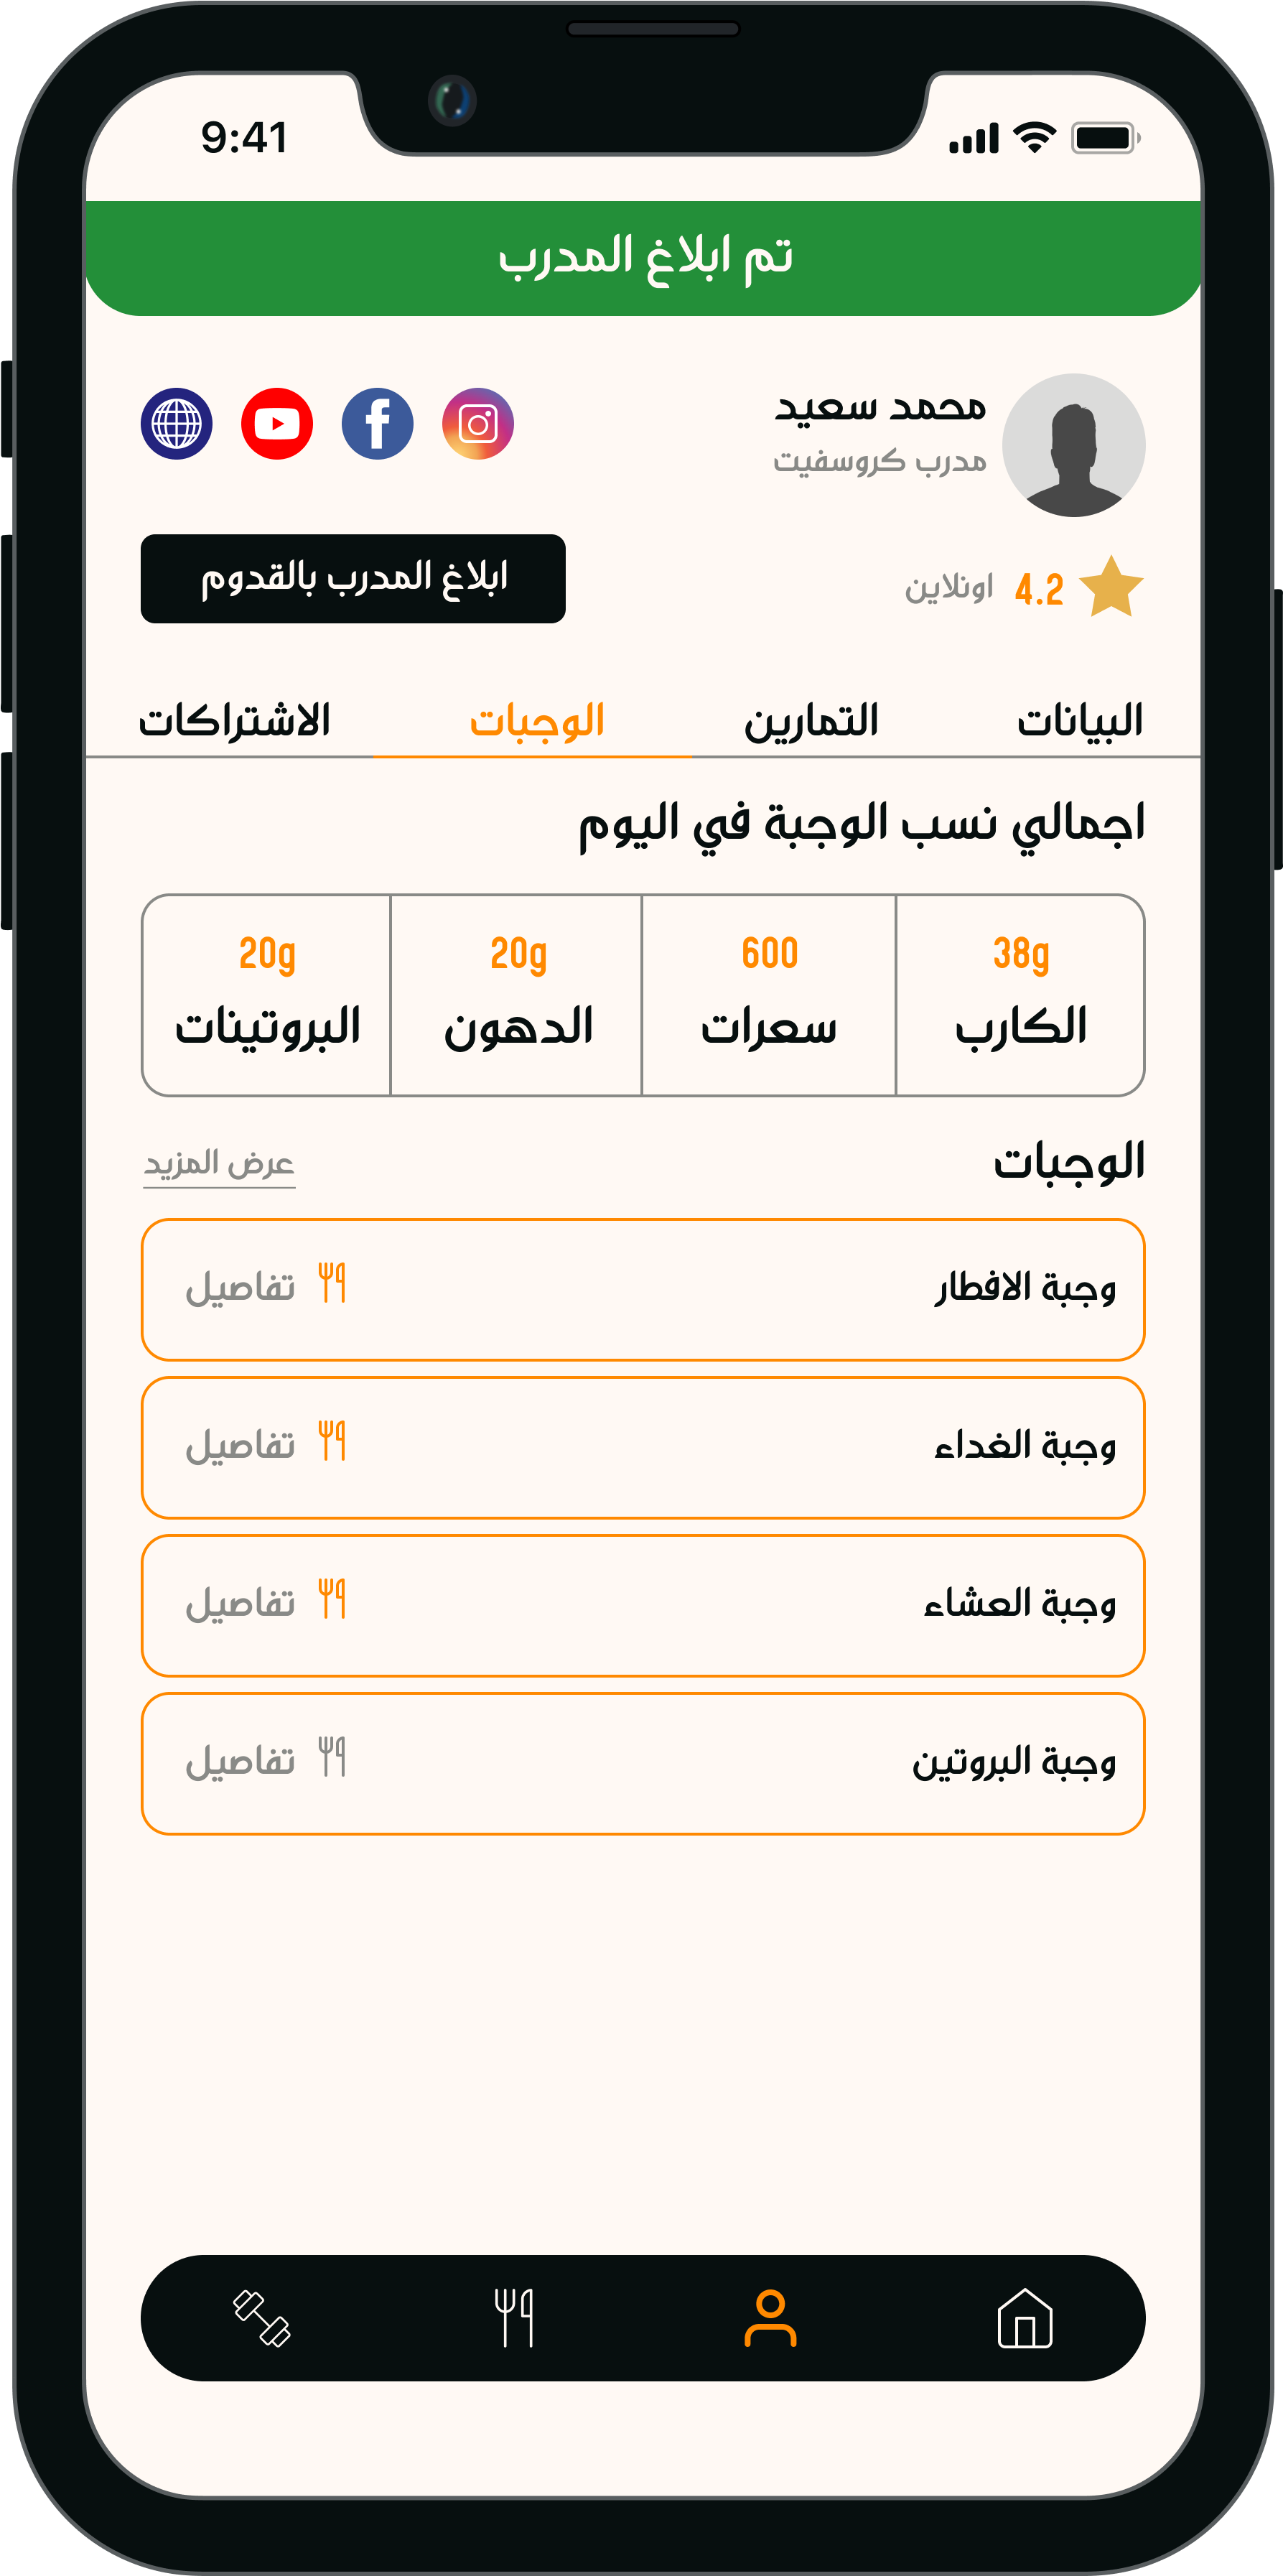 9:41
تم ابلاغ المدرب
محمد سعيد
مدرب كروسفيت
4.2 اونلاين
ابلاغ المدرب بالقدوم
البيانات التمارين الوجبات الاشتراكات
اجمالي نسب الوجبة في اليوم
38g 600 20g 20g
الكارب سعرات الدهون البروتينات
الوجبات عرض المزيد
وجبة الافطار تفاصيل
وجبة الغداء تفاصيل
وجبة العشاء تفاصيل
وجبة البروتين تفاصيل